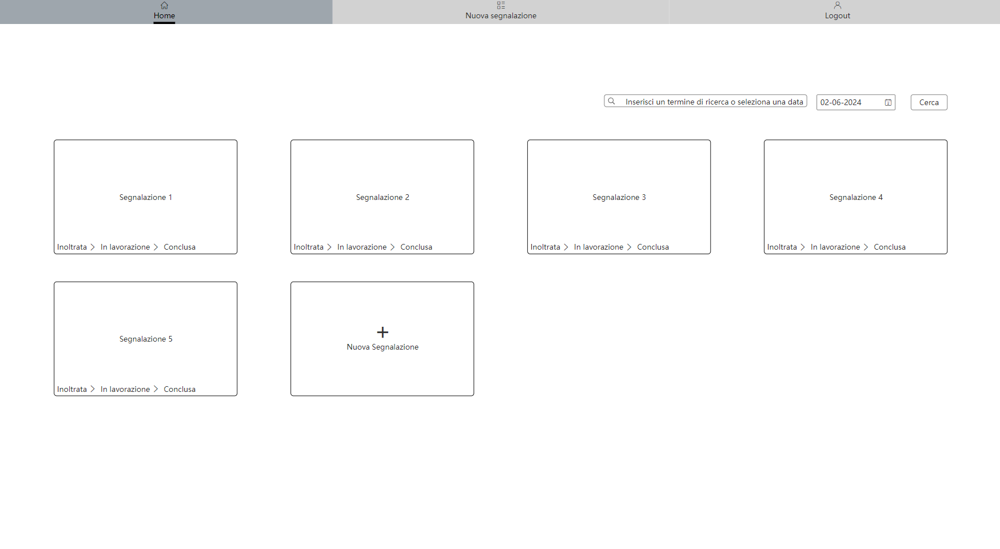 Home
Nuova segnalazione
Logout
Inserisci un termine di ricerca o seleziona una data
02-06-2024
Cerca
Segnalazione 1
Inoltrata In lavorazione Conclusa
Segnalazione 2
Inoltrata In lavorazione Conclusa
Segnalazione 3
Inoltrata In lavorazione Conclusa
Segnalazione 4
Inoltrata In lavorazione Conclusa
Segnalazione 5
Inoltrata In lavorazione Conclusa
Nuova Segnalazione